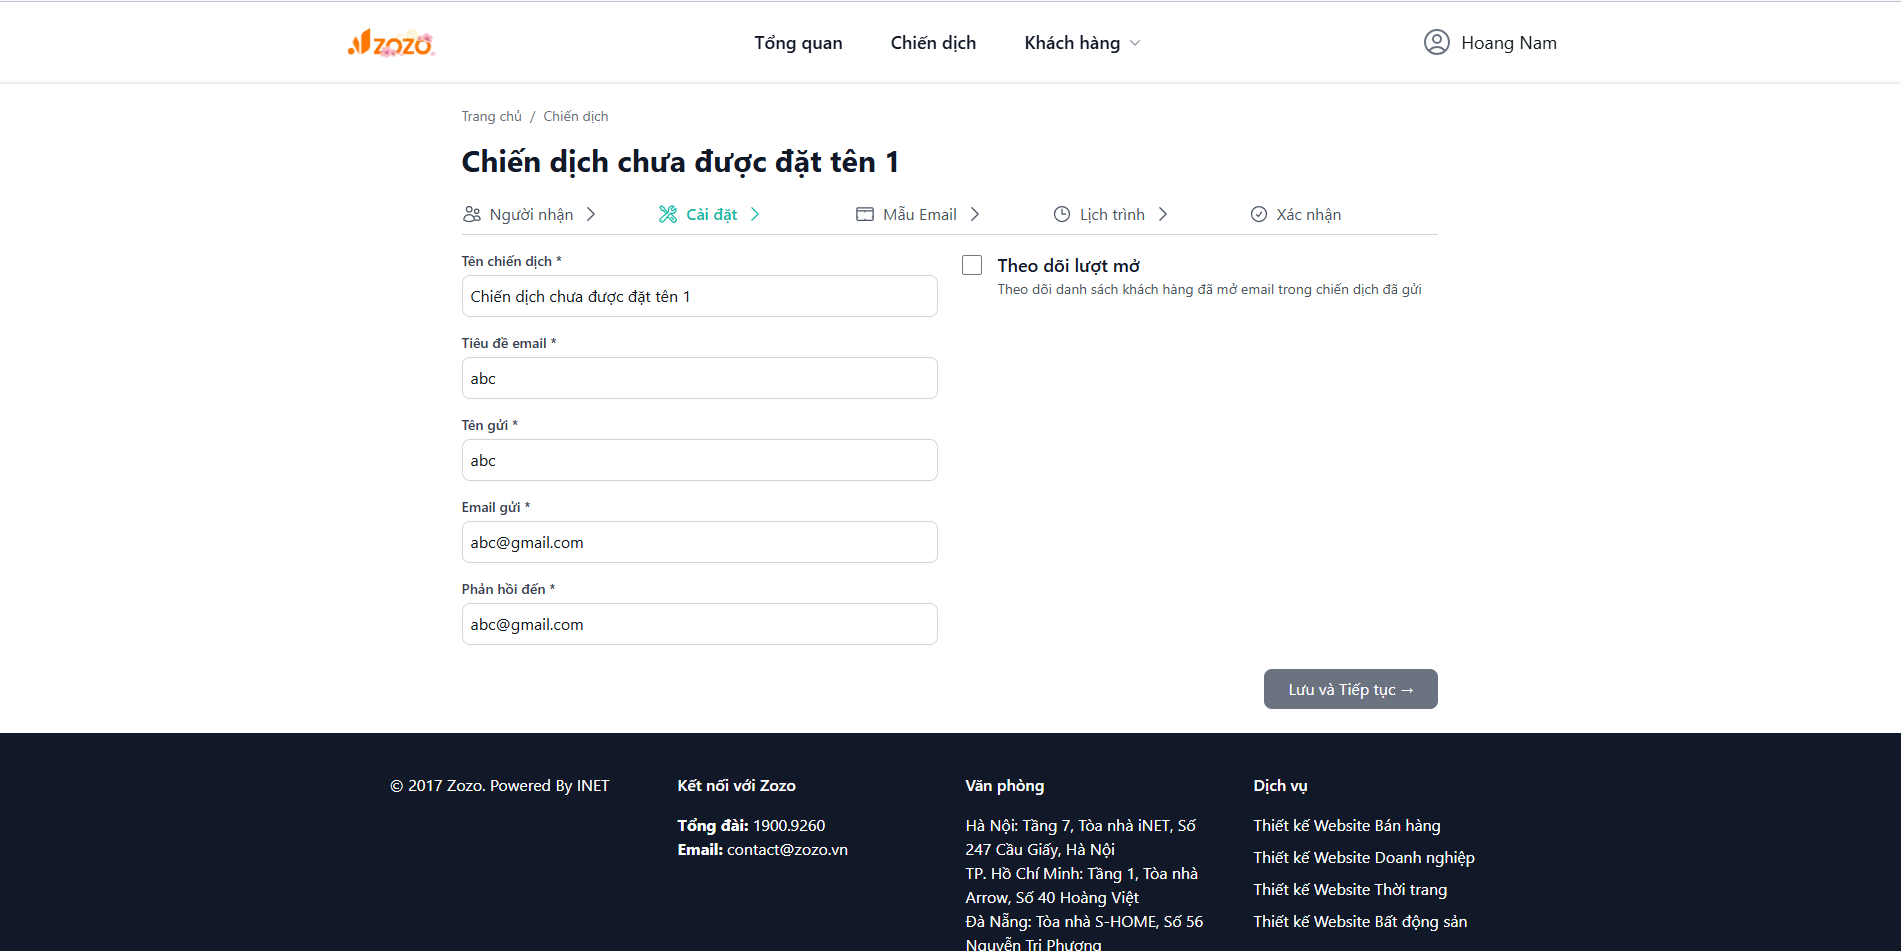 zozo
Tổng quan
Chiến dịch
Khách hàng
Hoang Nam
Trang chủ / Chiến dịch
Chiến dịch chưa được đặt tên 1
Người nhận
Cài đặt
Mẫu Email
Lịch trình
Xác nhận
Tên chiến dịch *
Chiến dịch chưa được đặt tên 1
Tiêu đề email *
abc
Tên gửi *
abc
Email gửi *
abc@gmail.com
Phản hồi đến *
abc@gmail.com
Theo dõi lượt mở
Theo dõi danh sách khách hàng đã mở email trong chiến dịch đã gửi
Lưu và Tiếp tục →
© 2017 Zozo. Powered By INET
Kết nối với Zozo
Tổng đài: 1900.9260
Email: contact@zozo.vn
Văn phòng
Hà Nội: Tầng 7, Tòa nhà iNET, Số
247 Cầu Giấy, Hà Nội
TP. Hồ Chí Minh: Tầng 1, Tòa nhà
Arrow, Số 40 Hoàng Việt
Đà Nẵng: Tòa nhà S-HOME, Số 56
Nguyễn Tri Phương
Dịch vụ
Thiết kế Website Bán hàng
Thiết kế Website Doanh nghiệp
Thiết kế Website Thời trang
Thiết kế Website Bất động sản